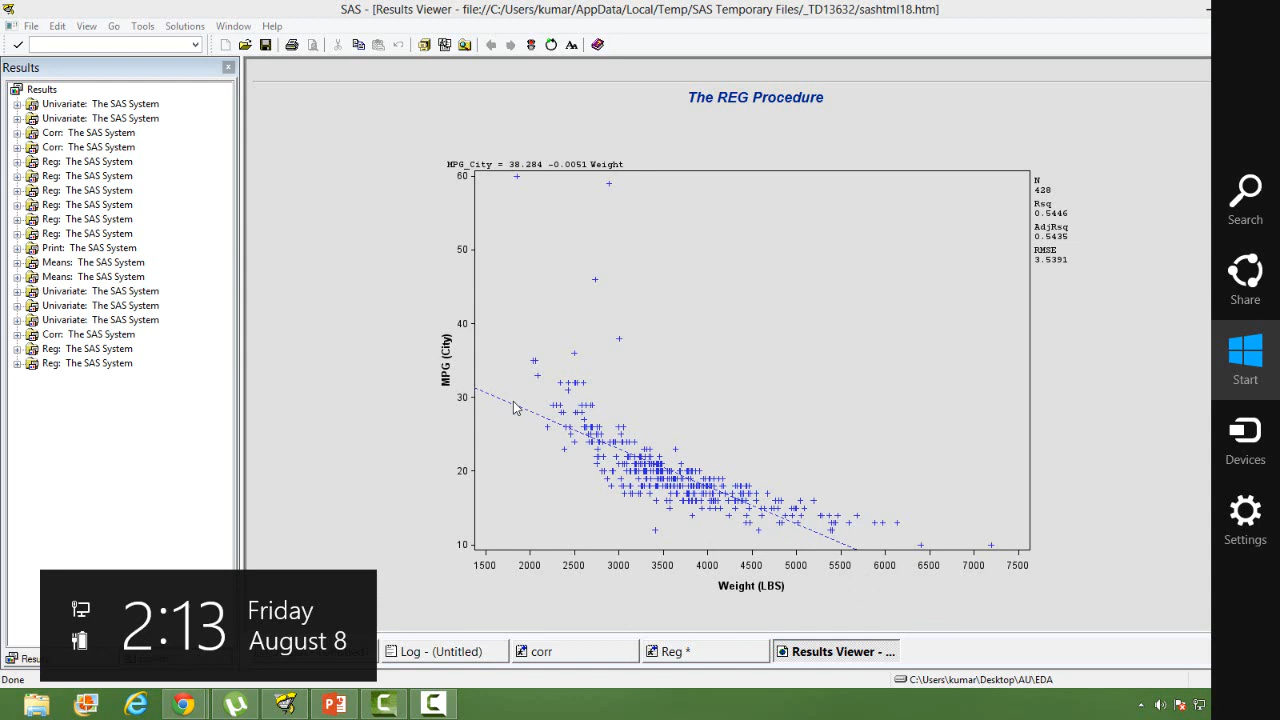 SAS - [Results Viewer - file://C:/Users/kumar/AppData/Local/Temp/SAS Temporary Files/_TD13632/sashtml18.htm]
File Edit View Go Tools Solutions Window Help
Results
Results
Univariate: The SAS System
Univariate: The SAS System
Corr: The SAS System
Corr: The SAS System
Reg: The SAS System
Reg: The SAS System
Reg: The SAS System
Reg: The SAS System
Reg: The SAS System
Reg: The SAS System
Print: The SAS System
Means: The SAS System
Means: The SAS System
Univariate: The SAS System
Univariate: The SAS System
Univariate: The SAS System
Corr: The SAS System
Reg: The SAS System
Reg: The SAS System
The REG Procedure
MPG_City = 38.284 -0.0051 Weight
60
50
40
30
20
10
MPG (City)
1500 2000 2500 3000 3500 4000 4500 5000 5500 6000 6500 7000 7500
Weight (LBS)
N
428
Rsq
0.5446
AdjRsq
0.5435
RMSE
3.5391
Search
Share
Start
Devices
Settings
2:13
Friday
August 8
Log - (Untitled)
corr
Reg *
Results Viewer - ...
Done
C:\Users\kumar\Desktop\AU\EDA